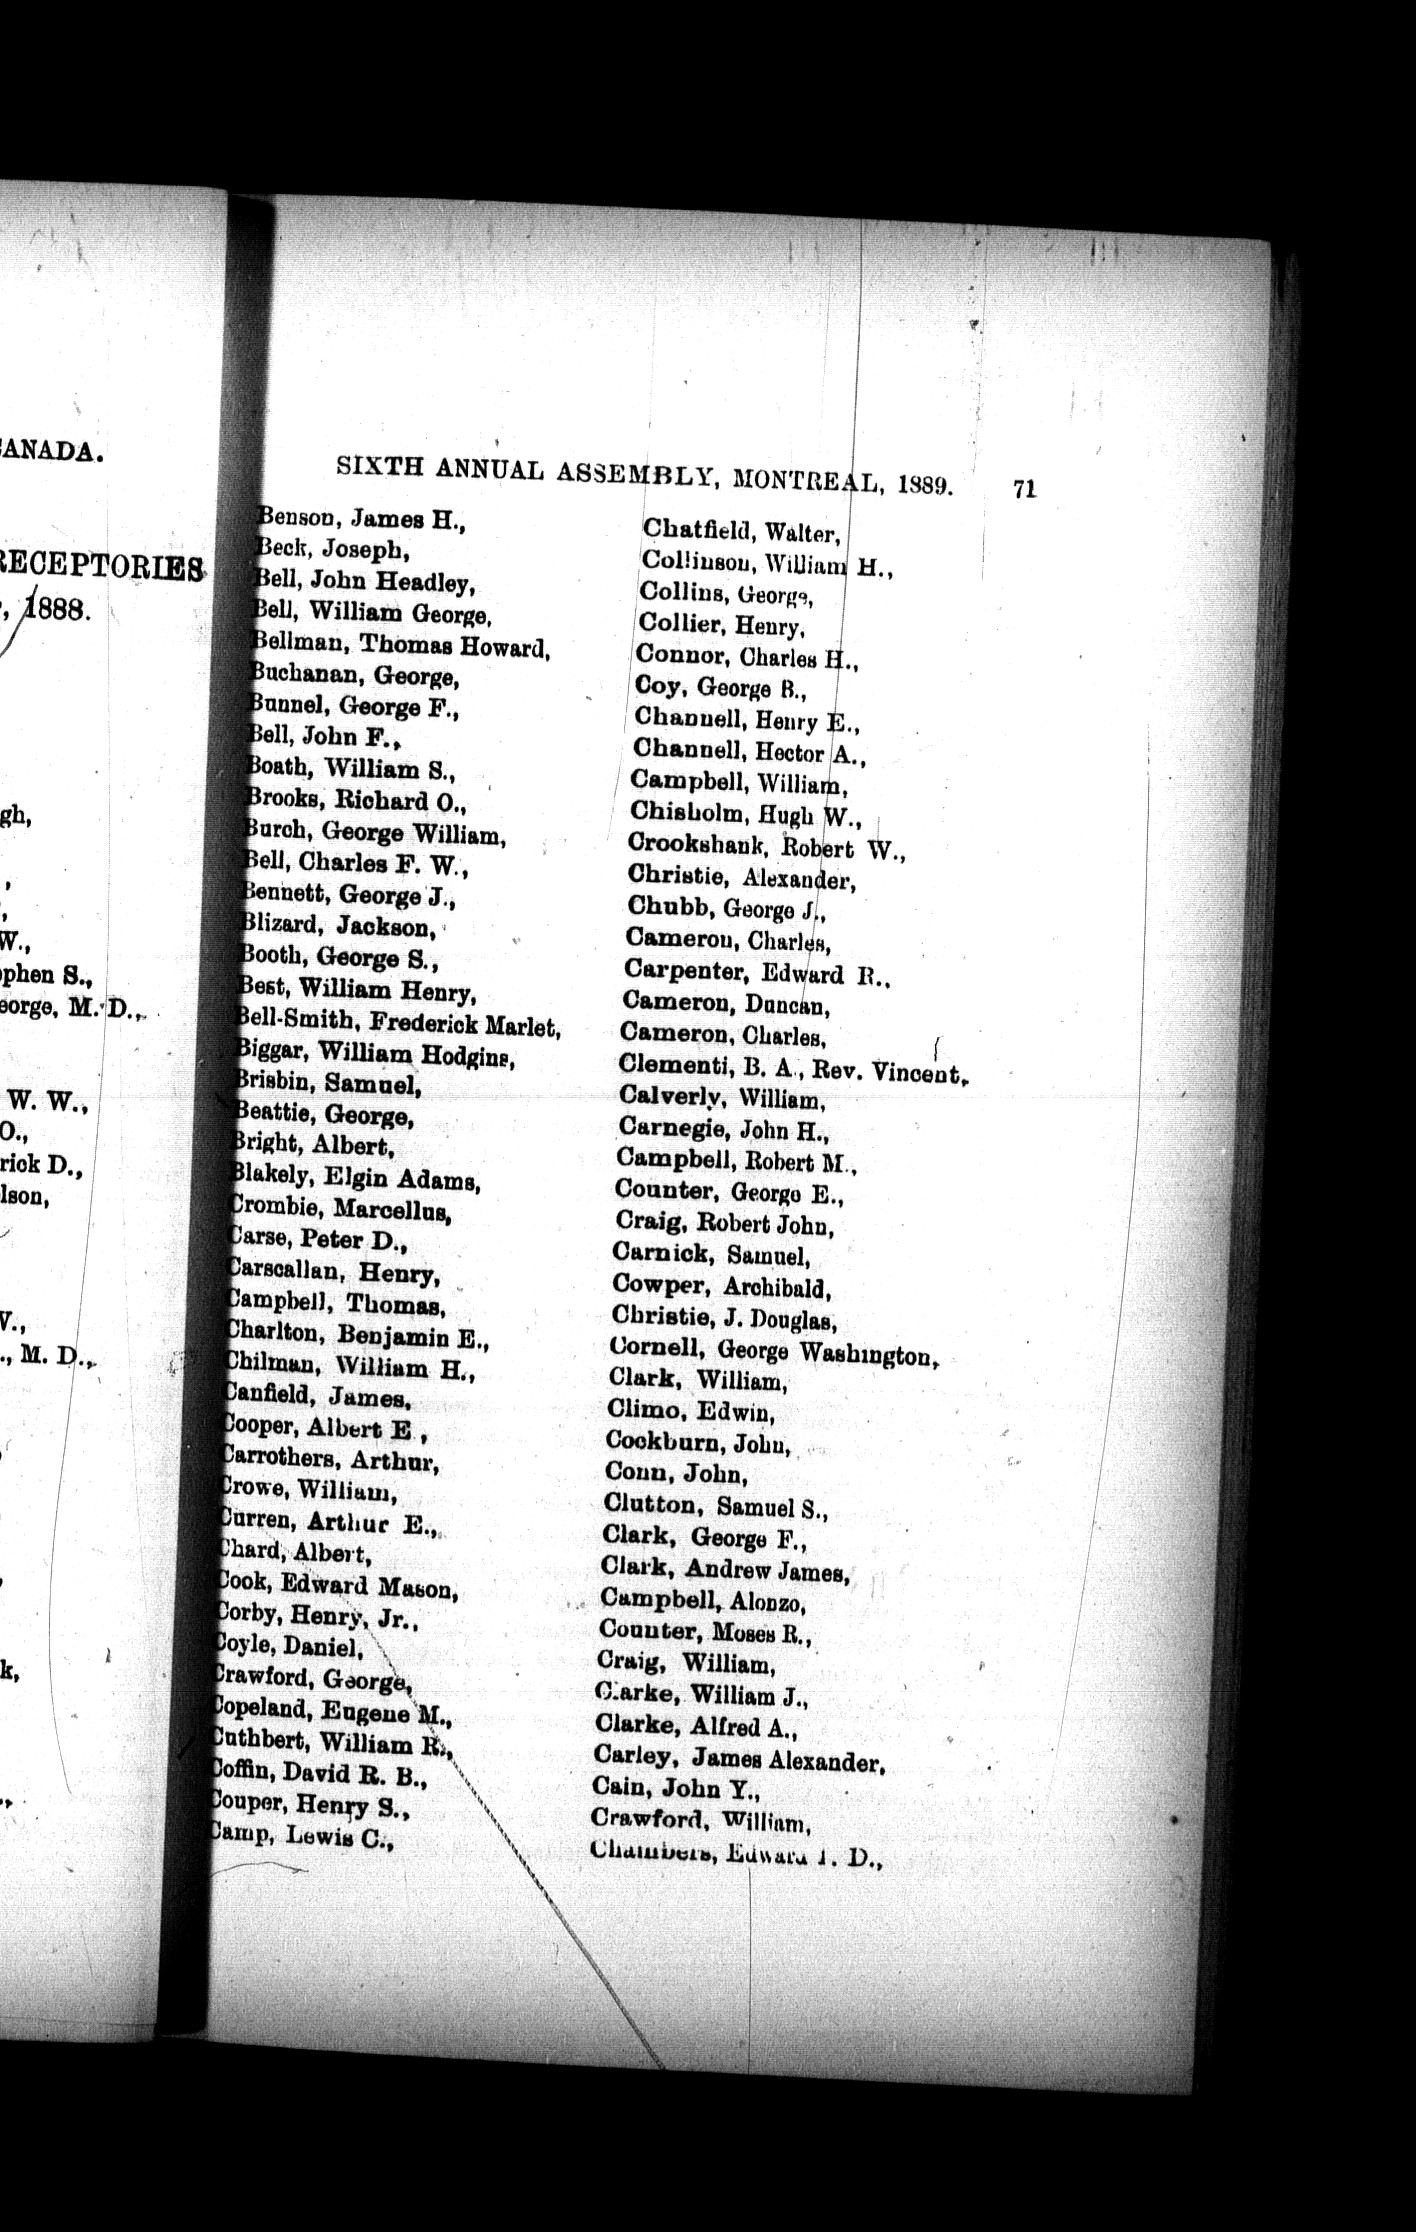 CANADA.
RECEPTORIES
, 1888.
gh,
W.,
phen S.,
eorge, M. D.,
W. W.,
O.,
rick D.,
lson,
V.,
., M. D.,
k,
SIXTH ANNUAL ASSEMBLY, MONTREAL, 1889. 71
Benson, James H.,
Beck, Joseph,
Bell, John Headley,
Bell, William George,
Bellman, Thomas Howard,
Buchanan, George,
Bunnel, George F.,
Bell, John F.,
Boath, William S.,
Brooks, Richard O.,
Burch, George William,
Bell, Charles F. W.,
Bennett, George J.,
Blizard, Jackson,
Booth, George S.,
Best, William Henry,
Bell-Smith, Frederick Marlet,
Biggar, William Hodgins,
Brisbin, Samuel,
Beattie, George,
Bright, Albert,
Blakely, Elgin Adams,
Crombie, Marcellus,
Carse, Peter D.,
Carscallan, Henry,
Campbell, Thomas,
Charlton, Benjamin E.,
Chilman, William H.,
Canfield, James,
Cooper, Albert E ,
Carrothers, Arthur,
Crowe, William,
Curren, Arthur E.,
Chard, Albert,
Cook, Edward Mason,
Corby, Henry, Jr.,
Coyle, Daniel,
Crawford, George,
Copeland, Eugene M.,
Cuthbert, William R.,
Coffin, David R. B.,
Couper, Henry S.,
Camp, Lewis C.,
Chatfield, Walter,
Collinson, William H.,
Collins, George,
Collier, Henry,
Connor, Charles H.,
Coy, George R.,
Channell, Henry E.,
Channell, Hector A.,
Campbell, William,
Chisholm, Hugh W.,
Crookshank, Robert W.,
Christie, Alexander,
Chubb, George J.,
Cameron, Charles,
Carpenter, Edward R.,
Cameron, Duncan,
Cameron, Charles,
Clementi, B. A., Rev. Vincent,
Calverly, William,
Carnegie, John H.,
Campbell, Robert M.,
Counter, George E.,
Craig, Robert John,
Carnick, Samuel,
Cowper, Archibald,
Christie, J. Douglas,
Cornell, George Washington,
Clark, William,
Climo, Edwin,
Cockburn, John,
Conn, John,
Clutton, Samuel S.,
Clark, George F.,
Clark, Andrew James,
Campbell, Alonzo,
Counter, Moses R.,
Craig, William,
Clarke, William J.,
Clarke, Alfred A.,
Carley, James Alexander,
Cain, John Y.,
Crawford, William,
Chambers, Edward D.,